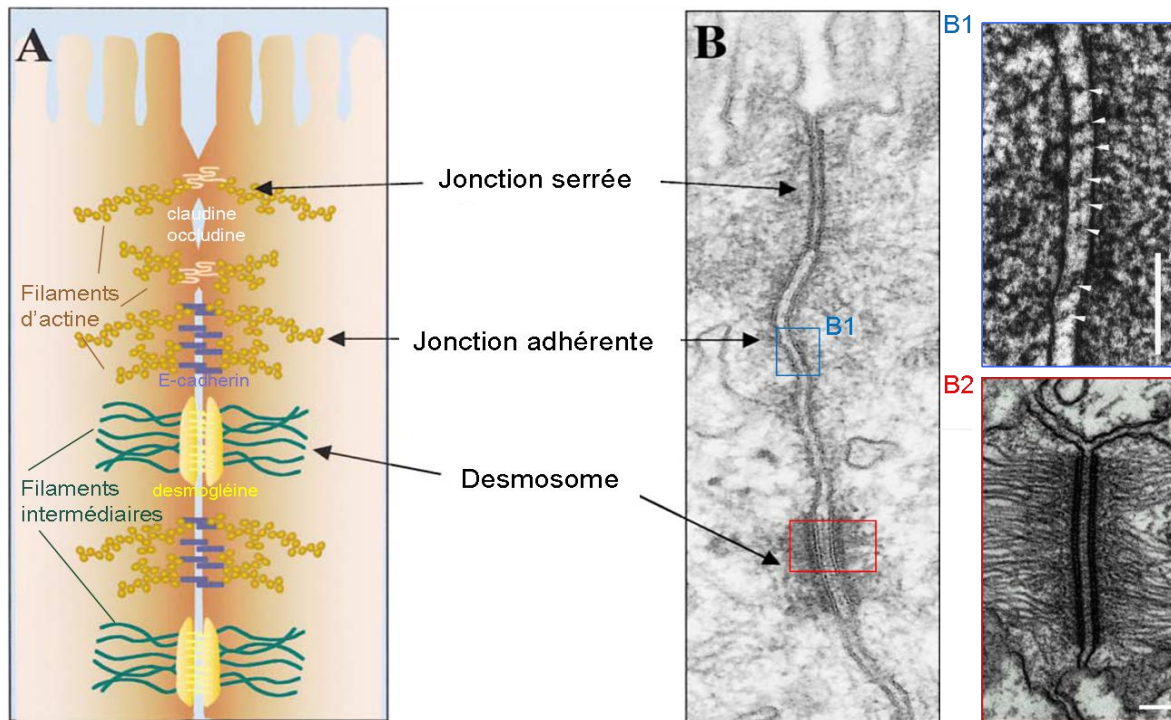 A
Jonction serrée
claudine
occludine
Filaments
d'actine
Jonction adhérente
E-cadherin
Desmosome
desmogléine
Filaments
intermédiaires
B
B1
B1
B2